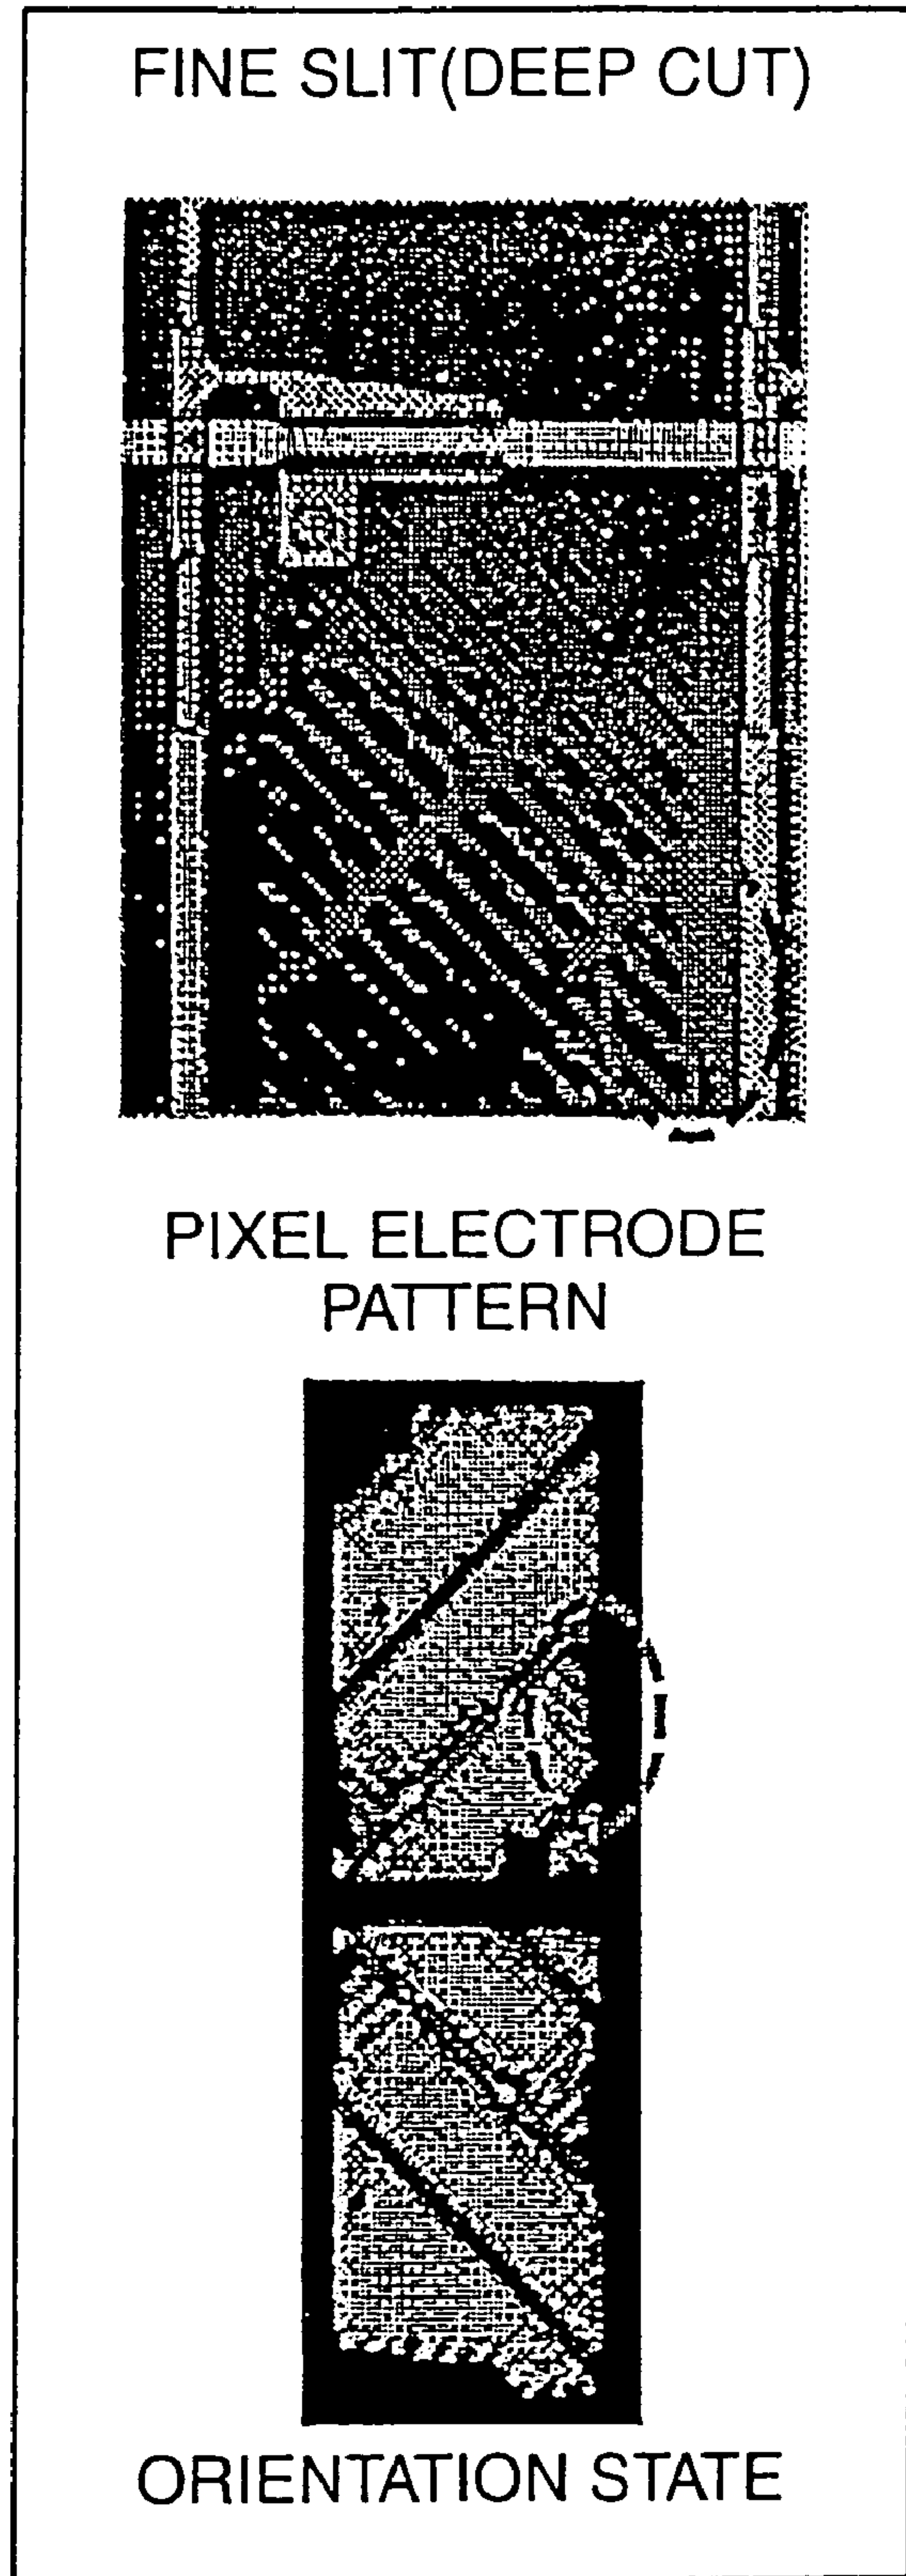 FINE SLIT(DEEP CUT)
PIXEL ELECTRODE
PATTERN
ORIENTATION STATE